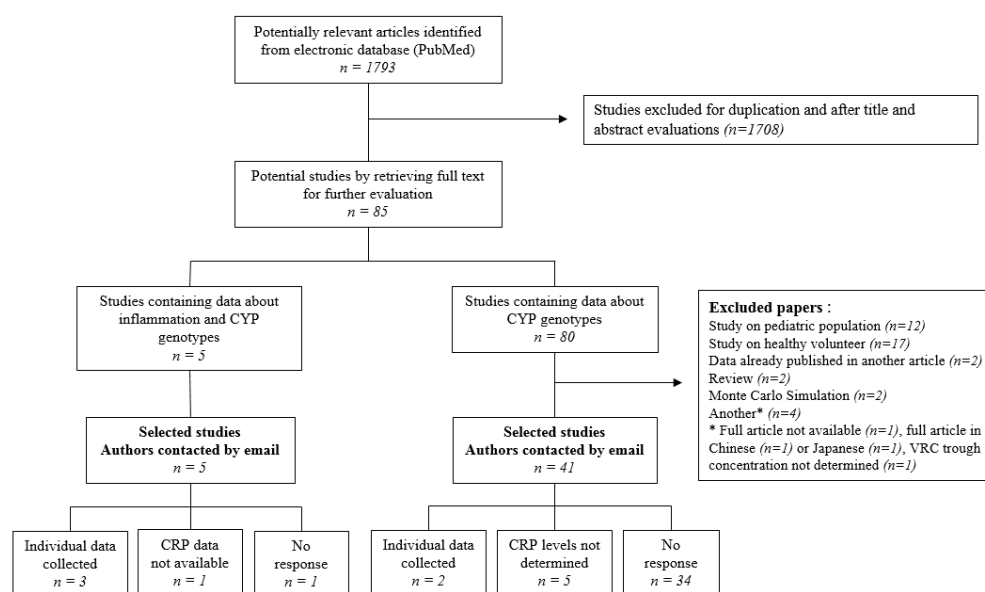 Potentially relevant articles identified
from electronic database (PubMed)
n = 1793
Studies excluded for duplication and after title and
abstract evaluations (n=1708)
Potential studies by retrieving full text
for further evaluation
n = 85
Studies containing data about
inflammation and CYP
genotypes
n = 5
Studies containing data about
CYP genotypes
n = 80
Excluded papers :
Study on pediatric population (n=12)
Study on healthy volunteer (n=17)
Data already published in another article (n=2)
Review (n=2)
Monte Carlo Simulation (n=2)
Another* (n=4)
* Full article not available (n=1), full article in
Chinese (n=1) or Japanese (n=1), VRC trough
concentration not determined (n=1)
Selected studies
Authors contacted by email
n = 5
Selected studies
Authors contacted by email
n = 41
Individual data
collected
n = 3
CRP data
not available
n = 1
No
response
n = 1
Individual data
collected
n = 2
CRP levels not
determined
n = 5
No
response
n = 34